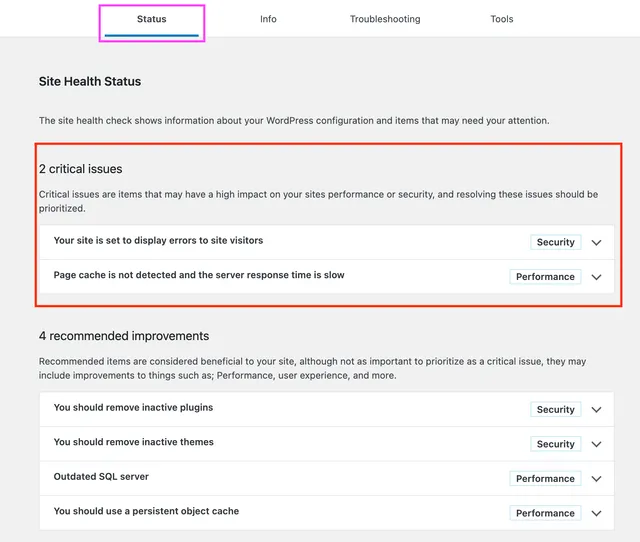 Status
Info
Troubleshooting
Tools
Site Health Status
The site health check shows information about your WordPress configuration and items that may need your attention.
2 critical issues
Critical issues are items that may have a high impact on your sites performance or security, and resolving these issues should be
prioritized.
Your site is set to display errors to site visitors
Security
Page cache is not detected and the server response time is slow
Performance
4 recommended improvements
Recommended items are considered beneficial to your site, although not as important to prioritize as a critical issue, they may
include improvements to things such as; Performance, user experience, and more.
You should remove inactive plugins
Security
You should remove inactive themes
Security
Outdated SQL server
Performance
You should use a persistent object cache
Performance